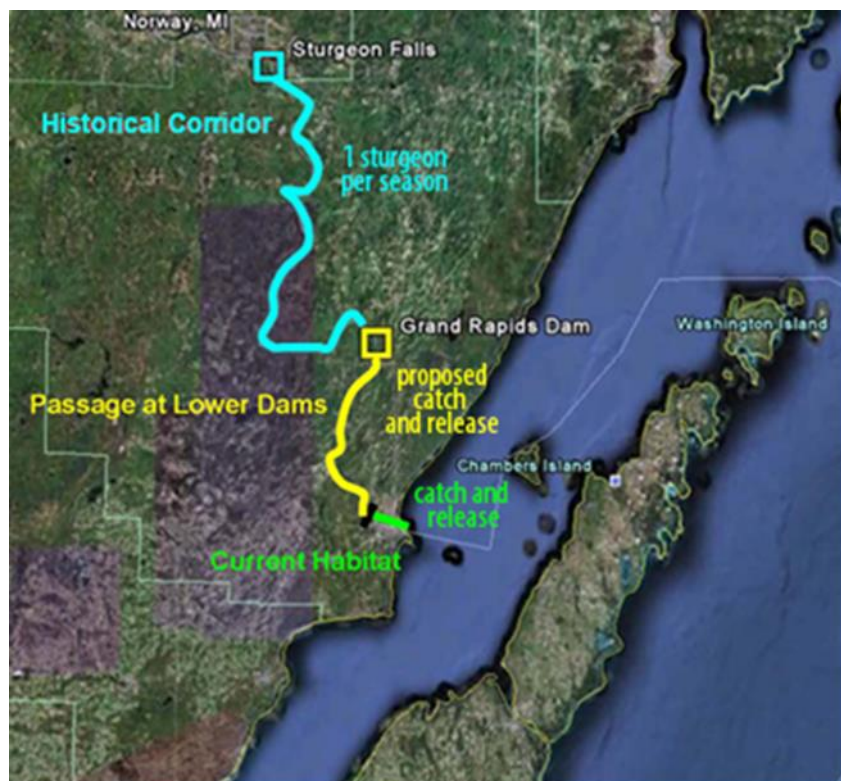 Norway, MI
Sturgeon Falls
Historical Corridor
1 sturgeon
per season
Grand Rapids Dam
Washington Island
proposed
catch
and release
Passage at Lower Dams
Chambers Island
catch and
release
Current Habitat